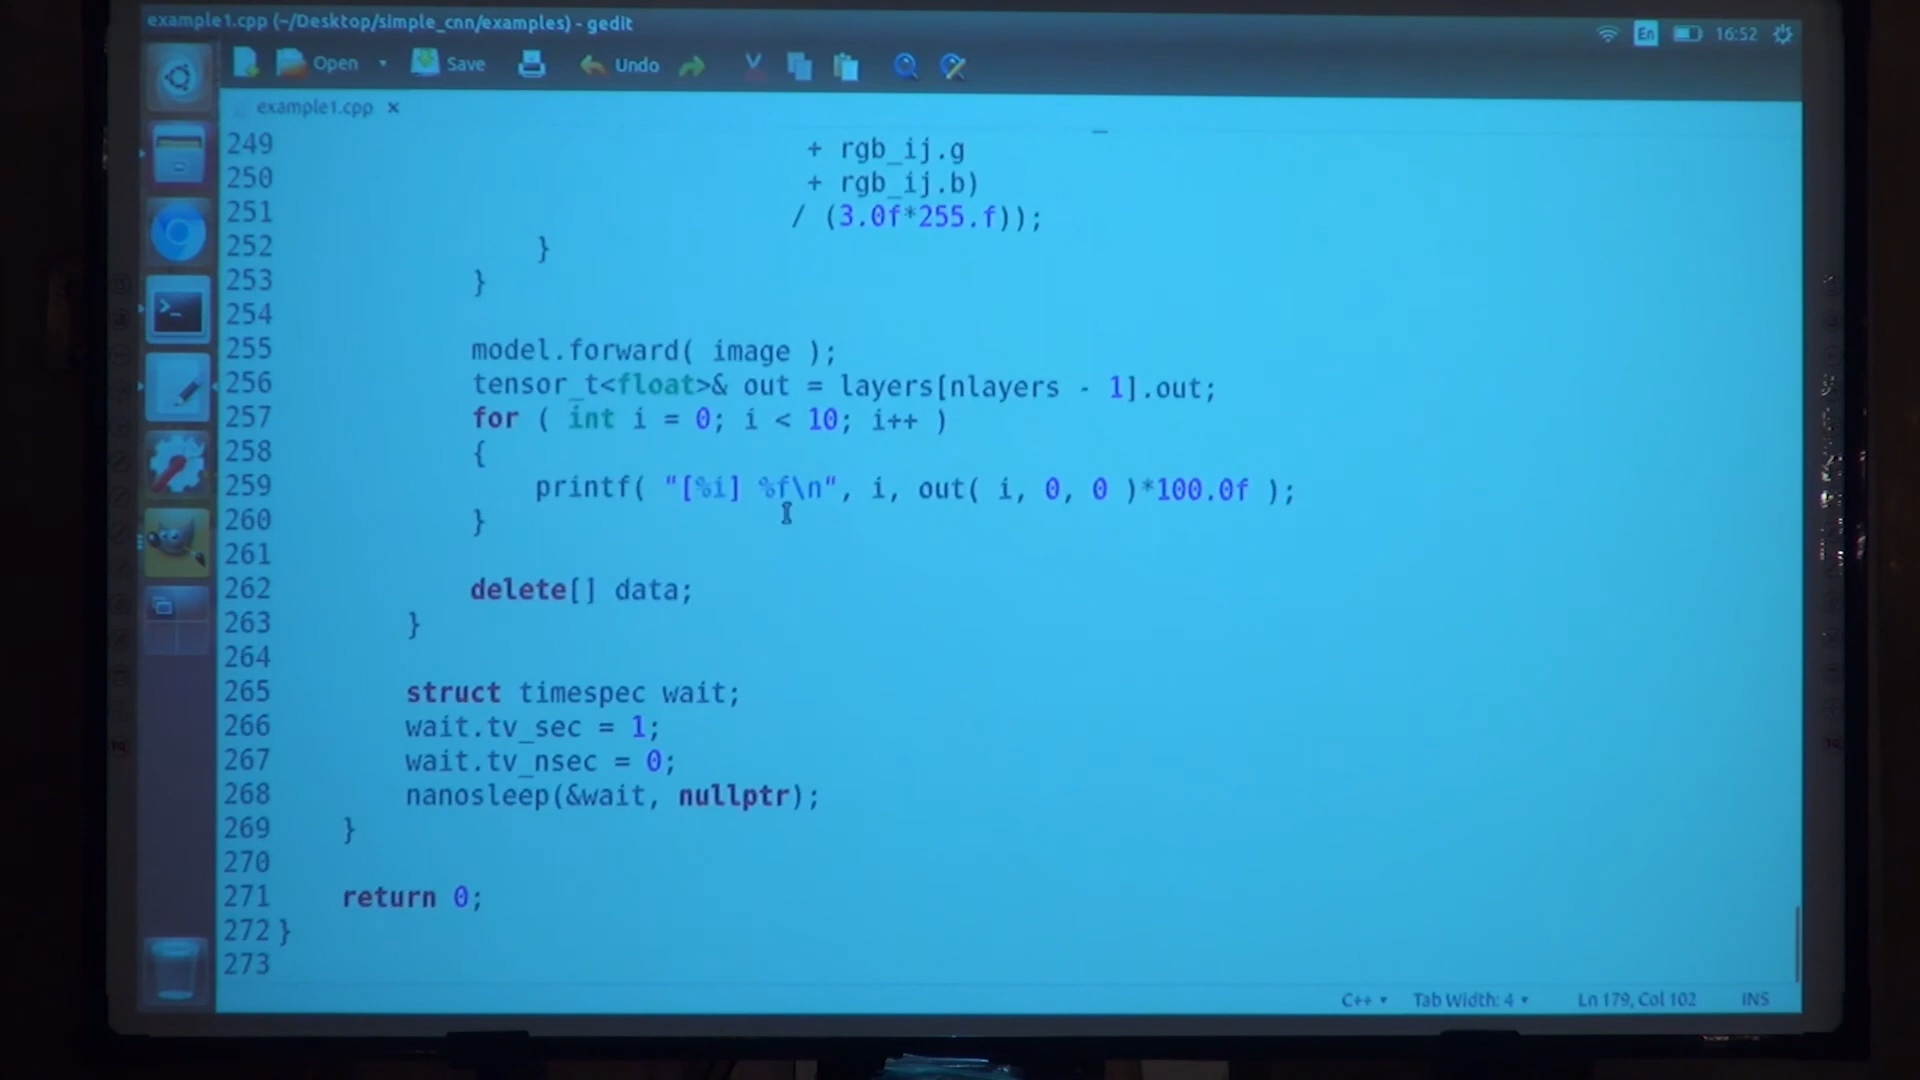 example1.cpp (~/Desktop/simple_cnn/examples) - gedit
En 16:52
Open Save Undo
example1.cpp ×
249 + rgb_ij.g
250 + rgb_ij.b)
251 / (3.0f*255.f));
252 }
253 }
254
255 model.forward( image );
256 tensor_t<float>& out = layers[nlayers - 1].out;
257 for ( int i = 0; i < 10; i++ )
258 {
259 printf( "[%i] %f\n", i, out( i, 0, 0 )*100.0f );
260 }
261
262 delete[] data;
263 }
264
265 struct timespec wait;
266 wait.tv_sec = 1;
267 wait.tv_nsec = 0;
268 nanosleep(&wait, nullptr);
269 }
270
271 return 0;
272 }
273
C++ Tab Width: 4 Ln 179, Col 102 INS